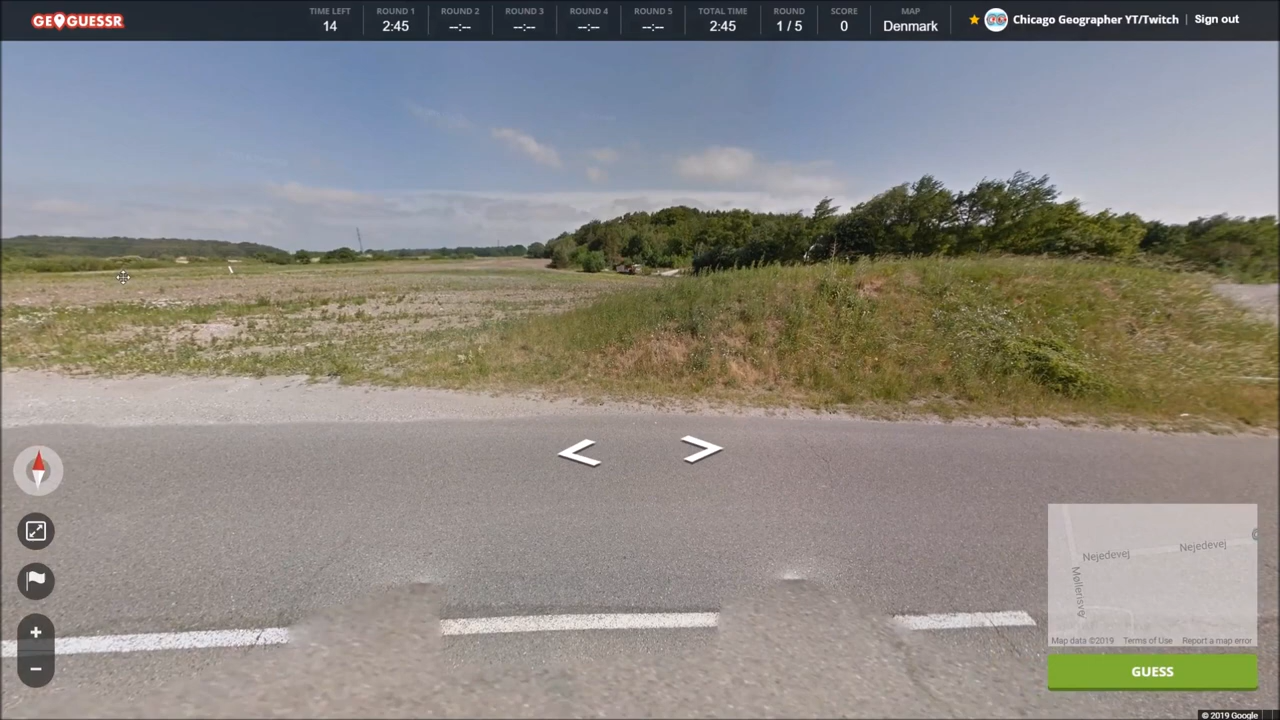 GEOGUESSR
TIME LEFT
14
ROUND 1
2:45
ROUND 2
--:--
ROUND 3
--:--
ROUND 4
--:--
ROUND 5
--:--
TOTAL TIME
2:45
ROUND
1 / 5
SCORE
0
MAP
Denmark
Chicago Geographer YT/Twitch
Sign out
Nejedevej
Nejedevej
Map data ©2019 Terms of Use Report a map error
GUESS
© 2019 Google